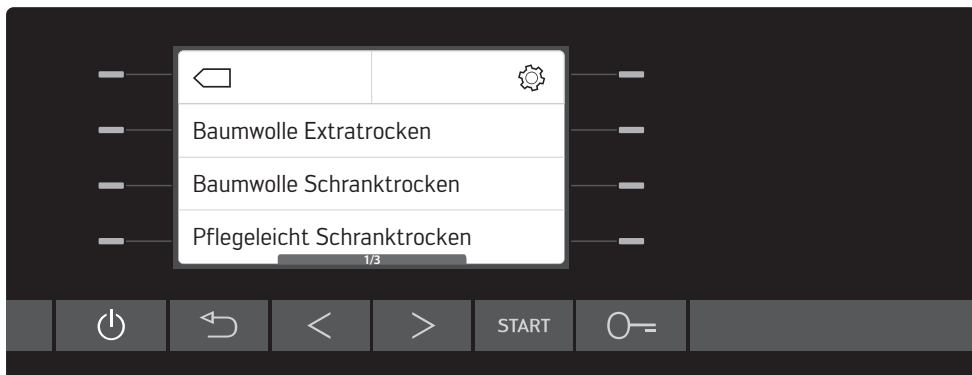 Baumwolle Extratrocken
Baumwolle Schranktrocken
Pflegeleicht Schranktrocken
1/3
START